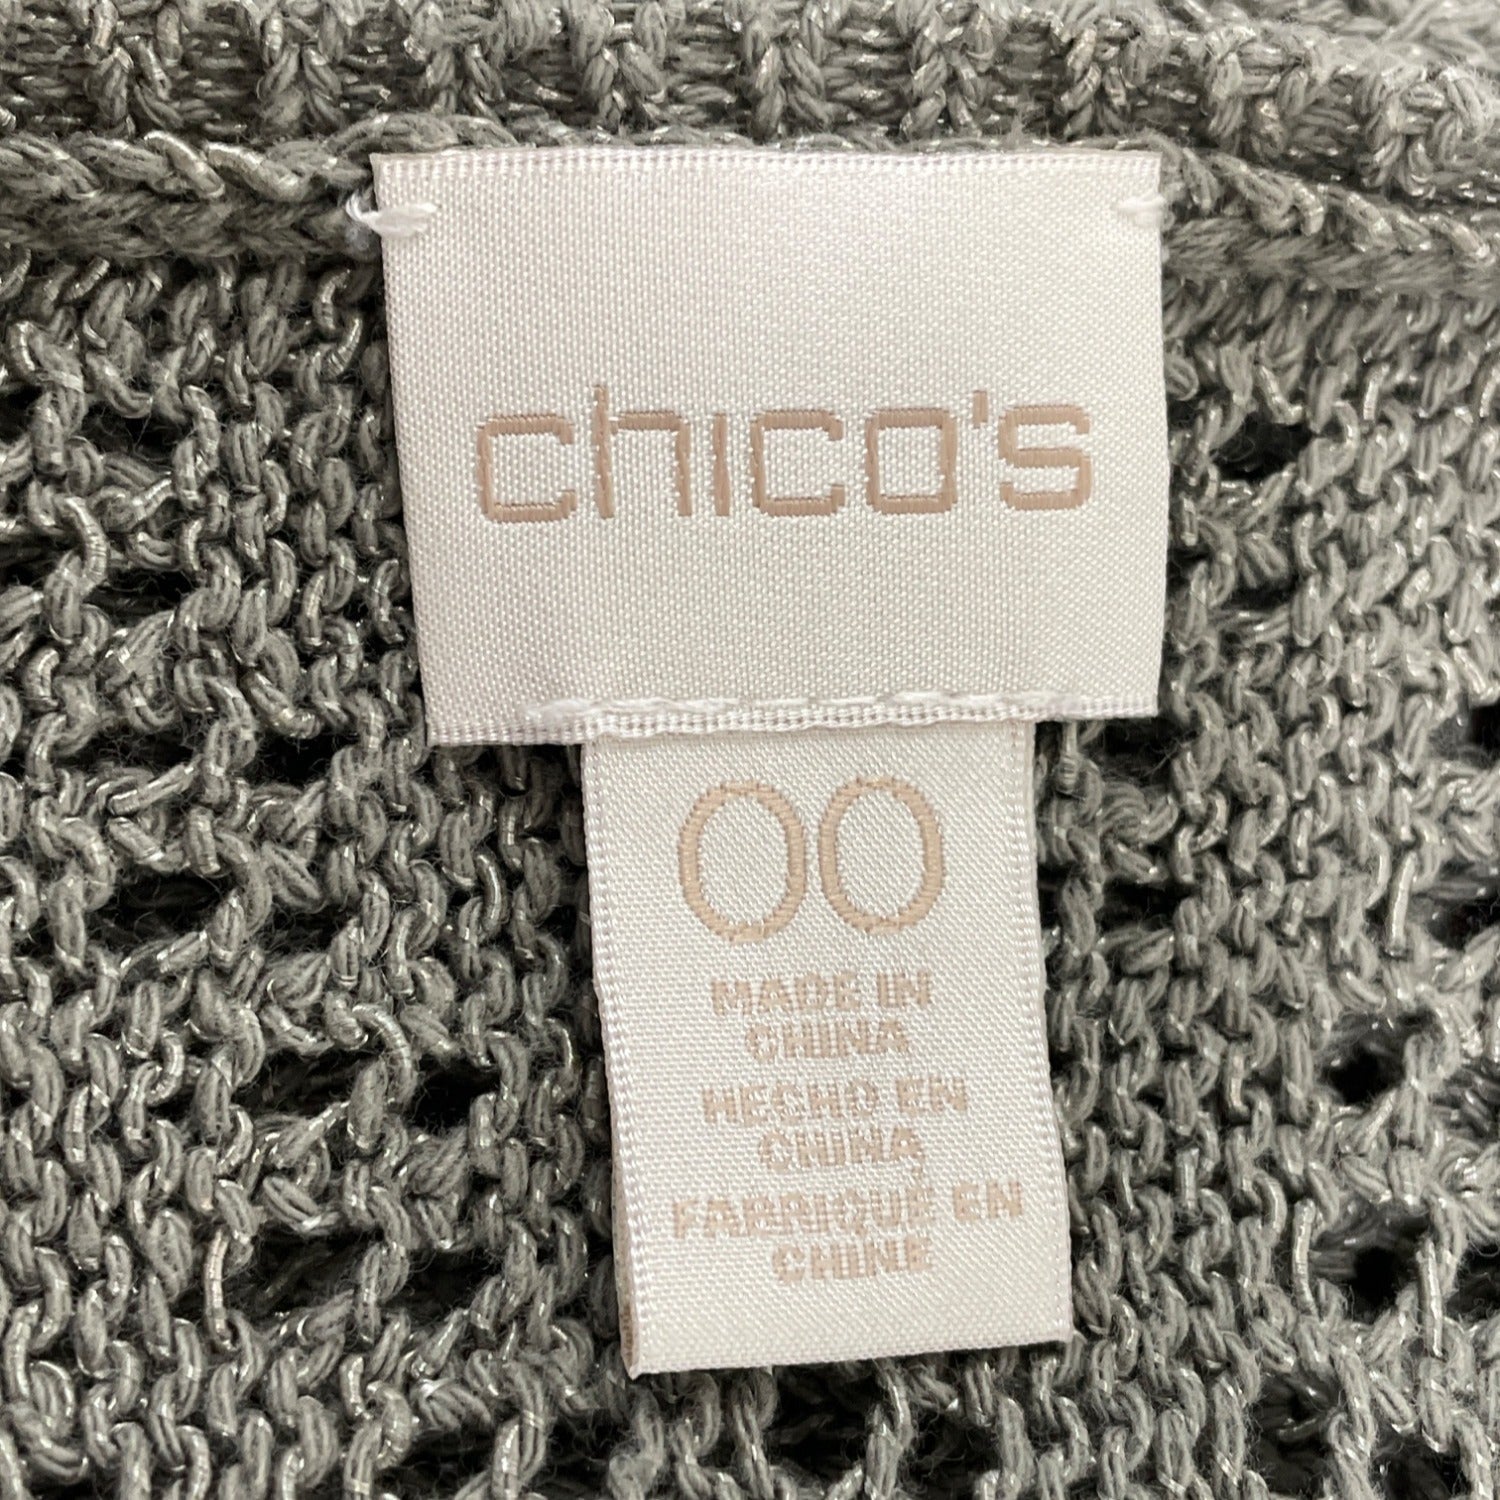 chico's
00
MADE IN
CHINA
HECHO EN
CHINA
FABRIQUÉ EN
CHINE